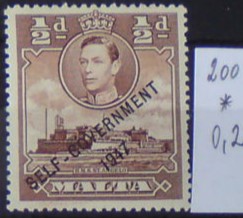 ½d ½d
SELF-GOVERNMENT
1947
MALTA
200
*
0,2